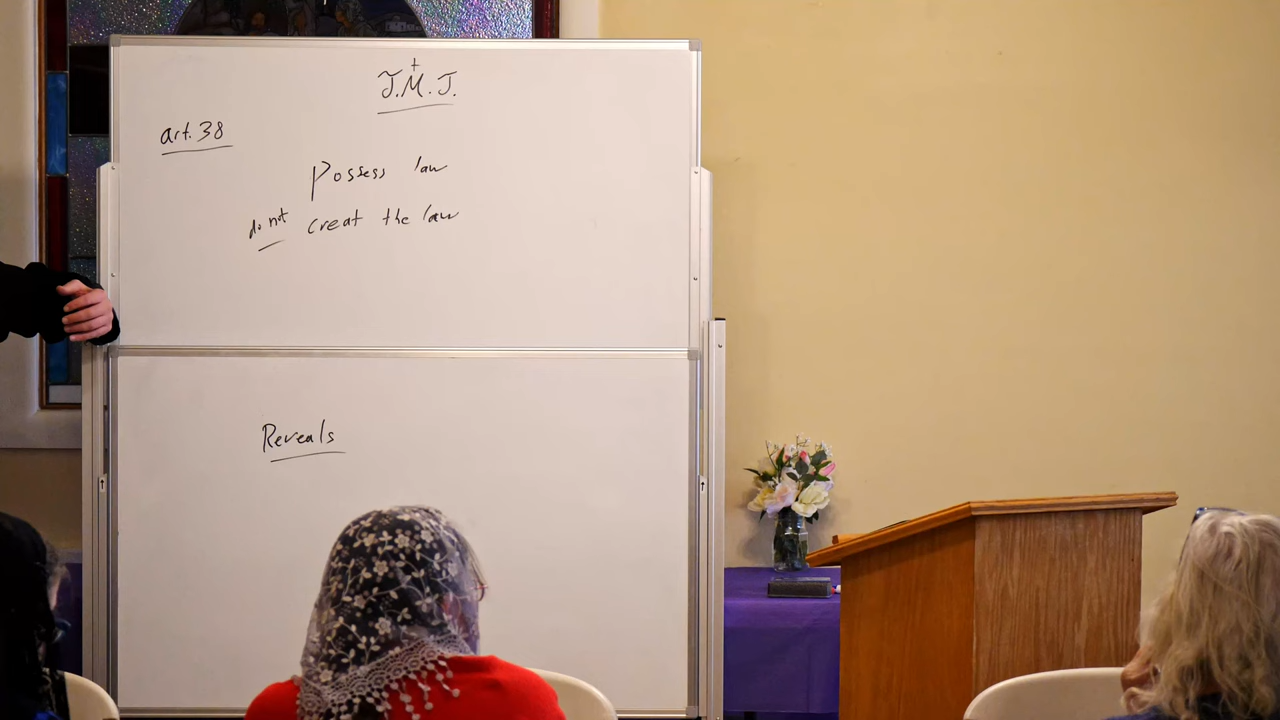 J.M.J.
art. 38
Possess law
do not creat the law
Reveals